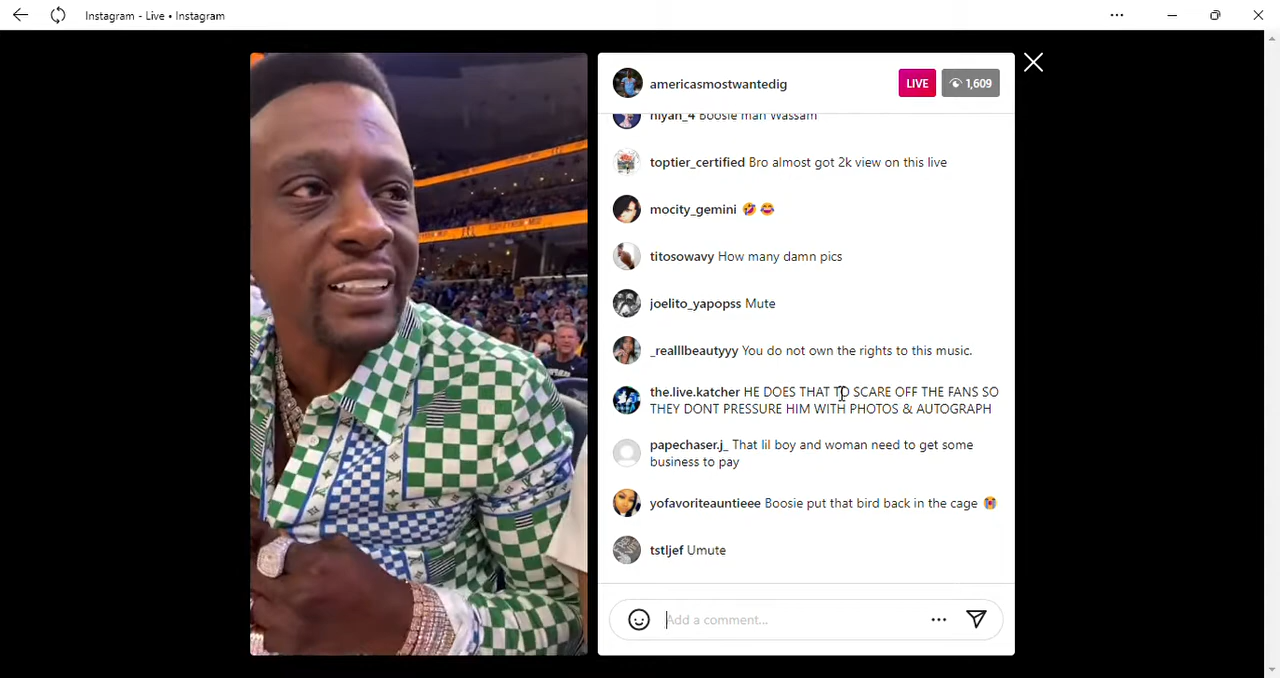 Instagram - Live • Instagram
americasmostwantedig
LIVE
1,609
niyan_4 Boosie man Wassam
toptier_certified Bro almost got 2k view on this live
mocity_gemini 🤣 😂
titosowavy How many damn pics
joelito_yapopss Mute
_realllbeautyyy You do not own the rights to this music.
the.live.katcher HE DOES THAT TO SCARE OFF THE FANS SO
THEY DONT PRESSURE HIM WITH PHOTOS & AUTOGRAPH
papechaser.j_ That lil boy and woman need to get some
business to pay
yofavoriteauntieee Boosie put that bird back in the cage 😭
tstljef Umute
Add a comment...